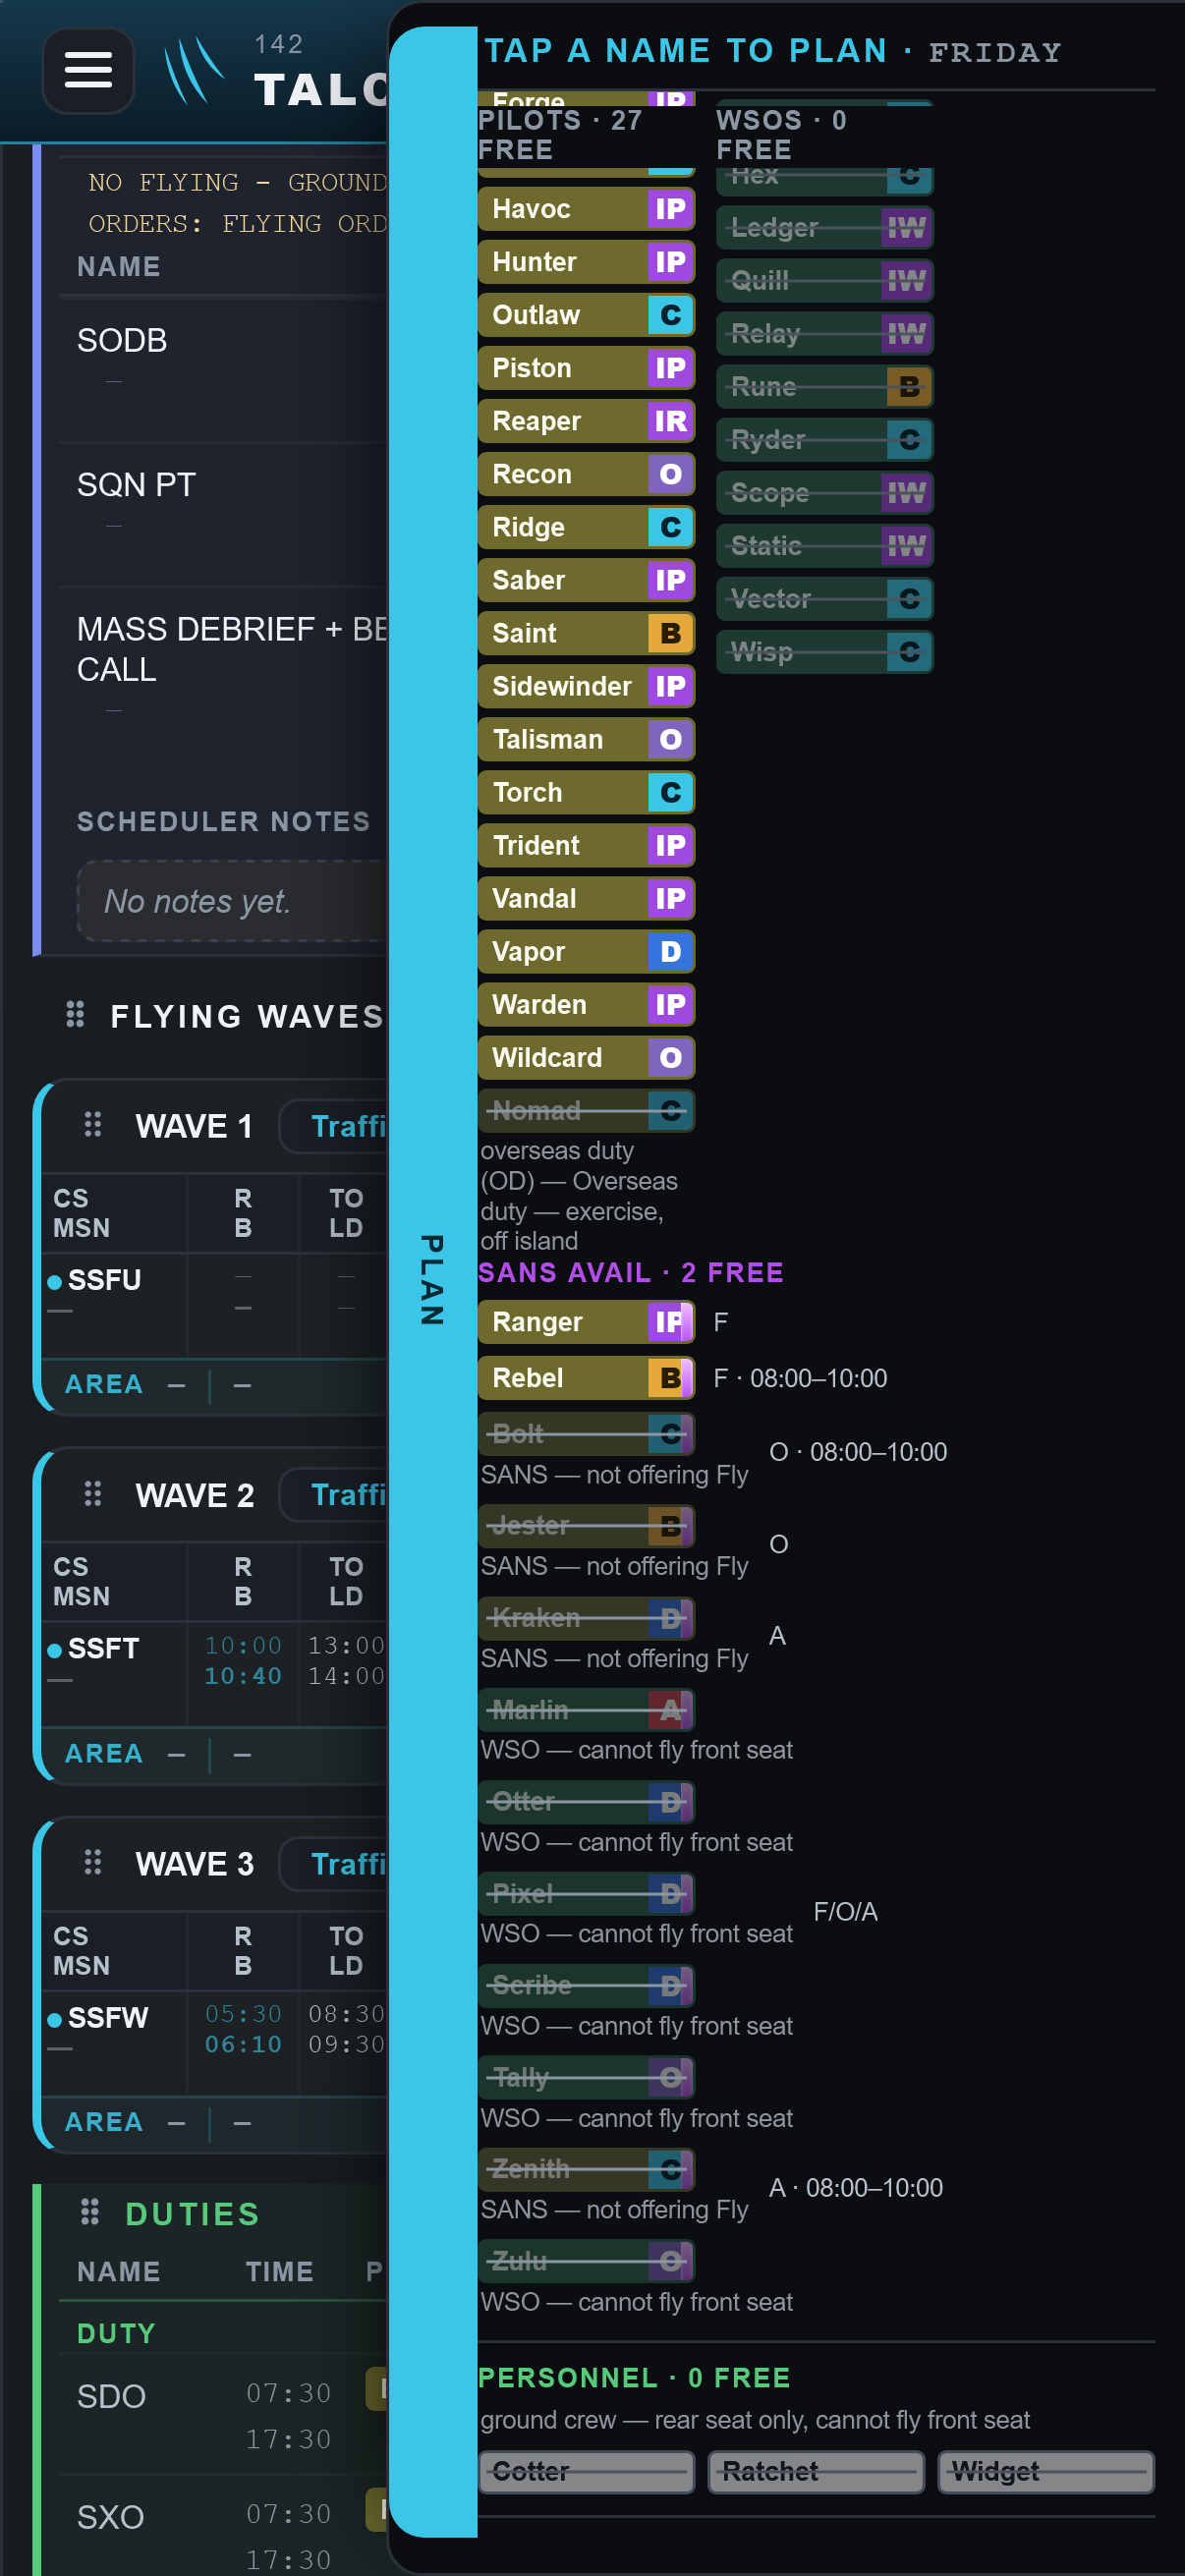 142
TALO
NO FLYING - GROUND
ORDERS: FLYING ORD
NAME
SODB
—
SQN PT
—
MASS DEBRIEF + BE
CALL
—
SCHEDULER NOTES
No notes yet.
FLYING WAVES
WAVE 1 Traffi
CS R TO
MSN B LD
SSFU — —
— — —
AREA — | —
WAVE 2 Traffi
CS R TO
MSN B LD
SSFT 10:00 13:00
— 10:40 14:00
AREA — | —
WAVE 3 Traffi
CS R TO
MSN B LD
SSFW 05:30 08:30
— 06:10 09:30
AREA — | —
DUTIES
NAME TIME P
DUTY
SDO 07:30
17:30
SXO 07:30
17:30
PLAN
TAP A NAME TO PLAN · FRIDAY
Forge IP
PILOTS · 27
FREE
Havoc IP
Hunter IP
Outlaw C
Piston IP
Reaper IR
Recon O
Ridge C
Saber IP
Saint B
Sidewinder IP
Talisman O
Torch C
Trident IP
Vandal IP
Vapor D
Warden IP
Wildcard O
Nomad C
overseas duty
(OD) — Overseas
duty — exercise,
off island
WSOS · 0
FREE
Hex C
Ledger IW
Quill IW
Relay IW
Rune B
Ryder C
Scope IW
Static IW
Vector C
Wisp C
SANS AVAIL · 2 FREE
Ranger IP F
Rebel B F · 08:00–10:00
Bolt C O · 08:00–10:00
SANS — not offering Fly
Jester B O
SANS — not offering Fly
Kraken D A
SANS — not offering Fly
Marlin A
WSO — cannot fly front seat
Otter D
WSO — cannot fly front seat
Pixel D F/O/A
WSO — cannot fly front seat
Scribe D
WSO — cannot fly front seat
Tally O
WSO — cannot fly front seat
Zenith C A · 08:00–10:00
SANS — not offering Fly
Zulu O
WSO — cannot fly front seat
PERSONNEL · 0 FREE
ground crew — rear seat only, cannot fly front seat
Cotter Ratchet Widget